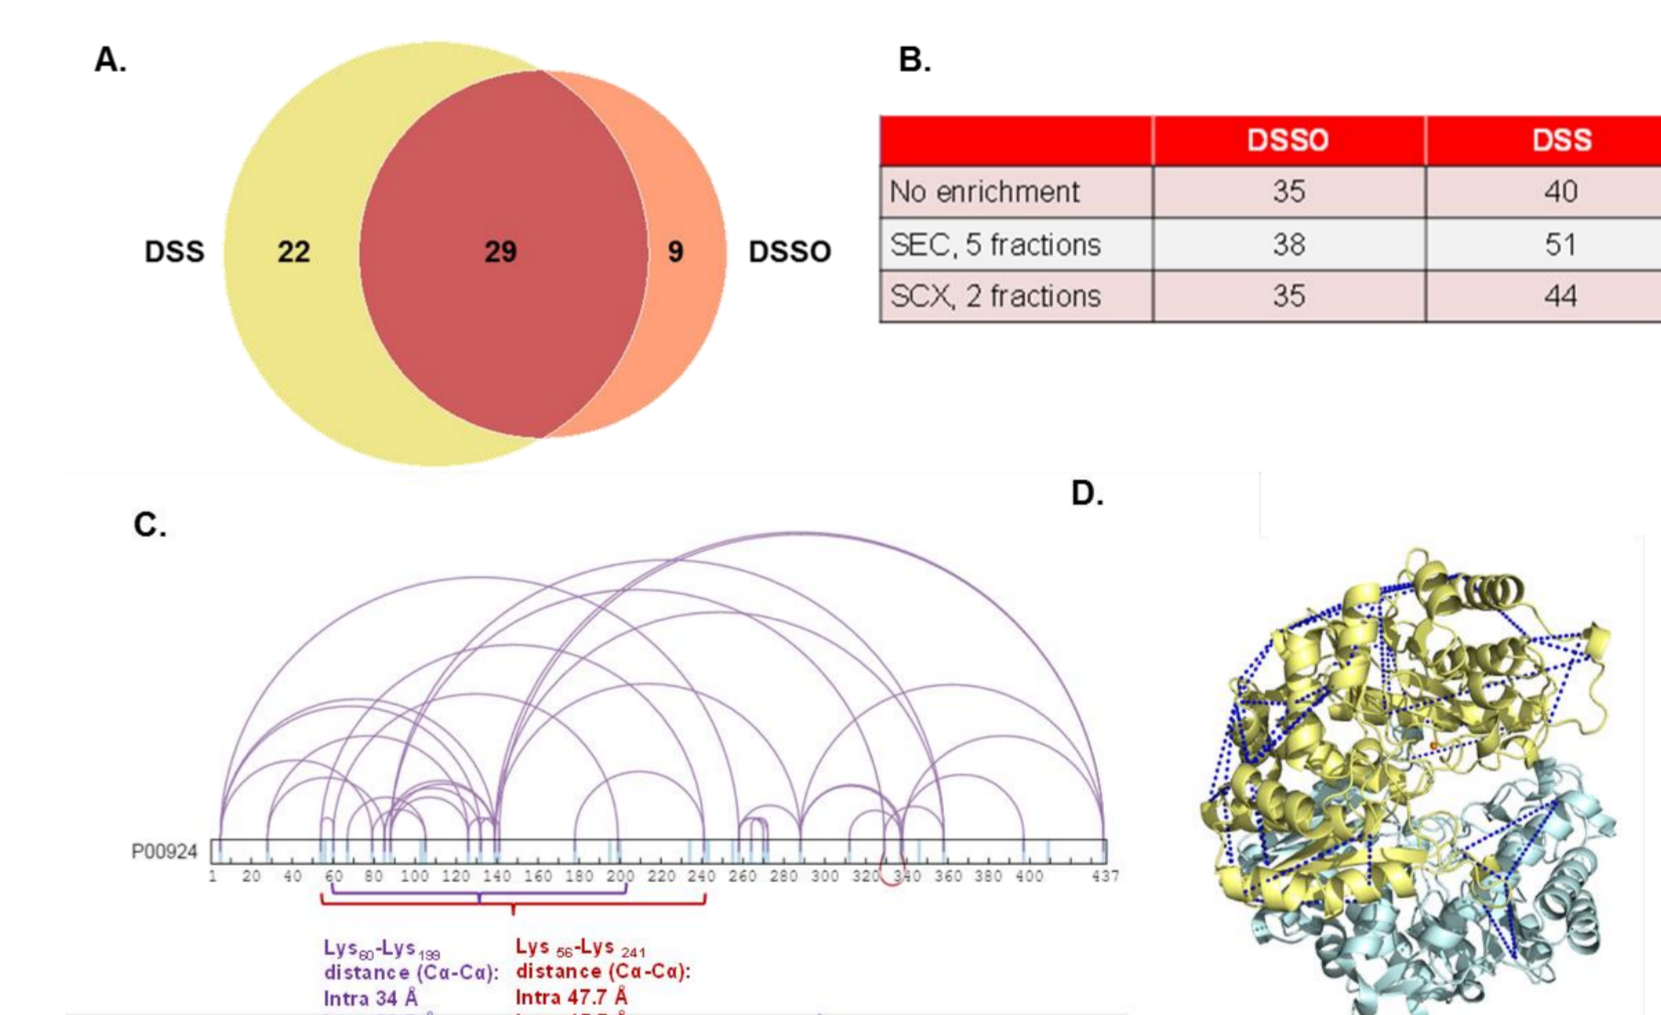 A.
DSS 22 29 9 DSSO
B.
DSSO DSS
No enrichment 35 40
SEC, 5 fractions 38 51
SCX, 2 fractions 35 44
C.
P00924
1 20 40 60 80 100 120 140 160 180 200 220 240 260 280 300 320 340 360 380 400 437
Lys60-Lys199
distance (Cα-Cα):
Intra 34 Å
Lys 56-Lys 241
distance (Cα-Cα):
Intra 47.7 Å
D.